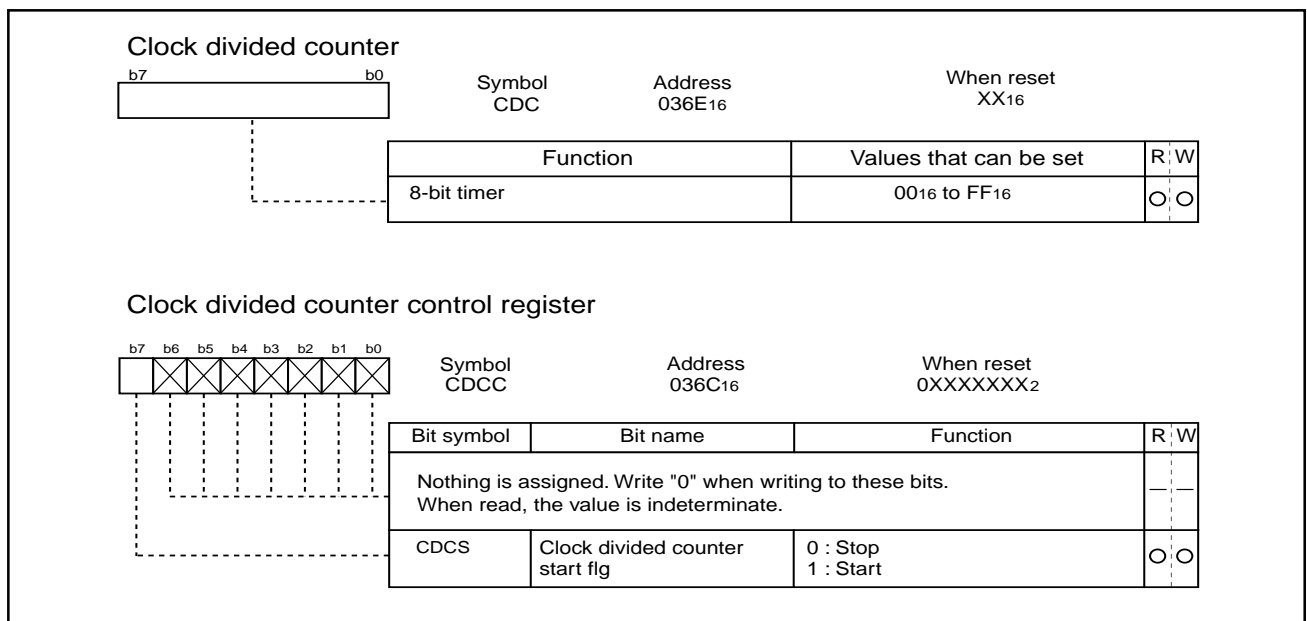 Clock divided counter
b7 b0
Symbol Address When reset
CDC 036E16 XX16
Function Values that can be set R W
8-bit timer 0016 to FF16 O O
Clock divided counter control register
b7 b6 b5 b4 b3 b2 b1 b0
Symbol Address When reset
CDCC 036C16 0XXXXXXX2
Bit symbol Bit name Function R W
Nothing is assigned. Write "0" when writing to these bits. — —
When read, the value is indeterminate.
CDCS Clock divided counter 0 : Stop O O
start flg 1 : Start